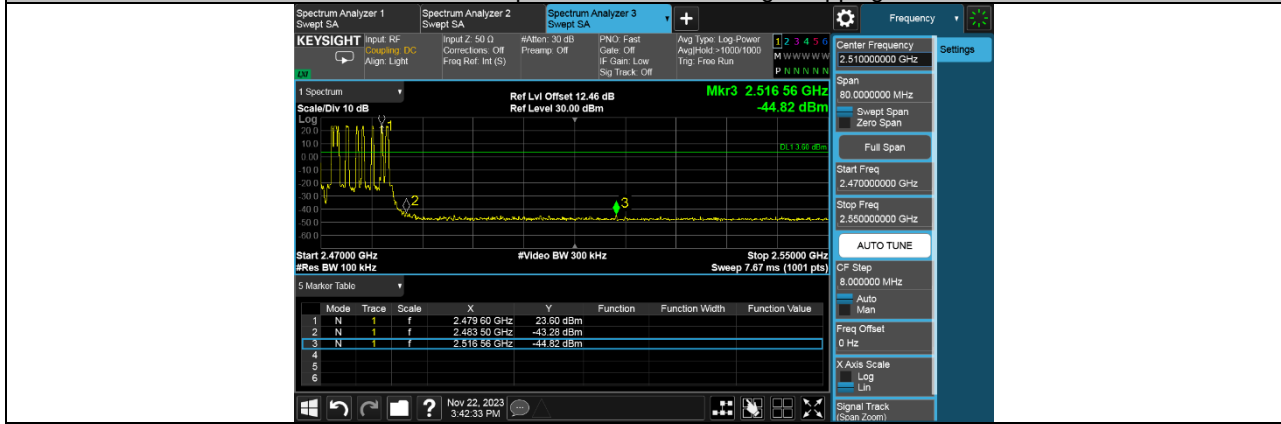 Spectrum Analyzer 1
Swept SA
Spectrum Analyzer 2
Swept SA
Spectrum Analyzer 3
Swept SA
Frequency
KEYSIGHT
Input: RF
Coupling: DC
Align: Light
Input Z: 50 Ω
Corrections: Off
Freq Ref: Int (S)
#Atten: 30 dB
Preamp: Off
PNO: Fast
Gate: Off
IF Gain: Low
Sig Track: Off
Avg Type: Log-Power
Avg|Hold:>1000/1000
Trig: Free Run
1 2 3 4 5 6
M W W W W W
P N N N N N
LXI
1 Spectrum
Scale/Div 10 dB
Ref Lvl Offset 12.46 dB
Ref Level 30.00 dBm
Mkr3 2.516 56 GHz
-44.82 dBm
Log
20.0
10.0
0.00
-10.0
-20.0
-30.0
-40.0
-50.0
-60.0
1
2
3
DL1 3.60 dBm
Start 2.47000 GHz
#Res BW 100 kHz
#Video BW 300 kHz
Stop 2.55000 GHz
Sweep 7.67 ms (1001 pts)
5 Marker Table
Mode Trace Scale X Y Function Function Width Function Value
1 N 1 f 2.479 60 GHz 23.60 dBm
2 N 1 f 2.483 50 GHz -43.28 dBm
3 N 1 f 2.516 56 GHz -44.82 dBm
4
5
6
Nov 22, 2023
3:42:33 PM
Center Frequency
2.510000000 GHz
Settings
Span
80.0000000 MHz
Swept Span
Zero Span
Full Span
Start Freq
2.470000000 GHz
Stop Freq
2.550000000 GHz
AUTO TUNE
CF Step
8.000000 MHz
Auto
Man
Freq Offset
0 Hz
X Axis Scale
Log
Lin
Signal Track
(Span Zoom)